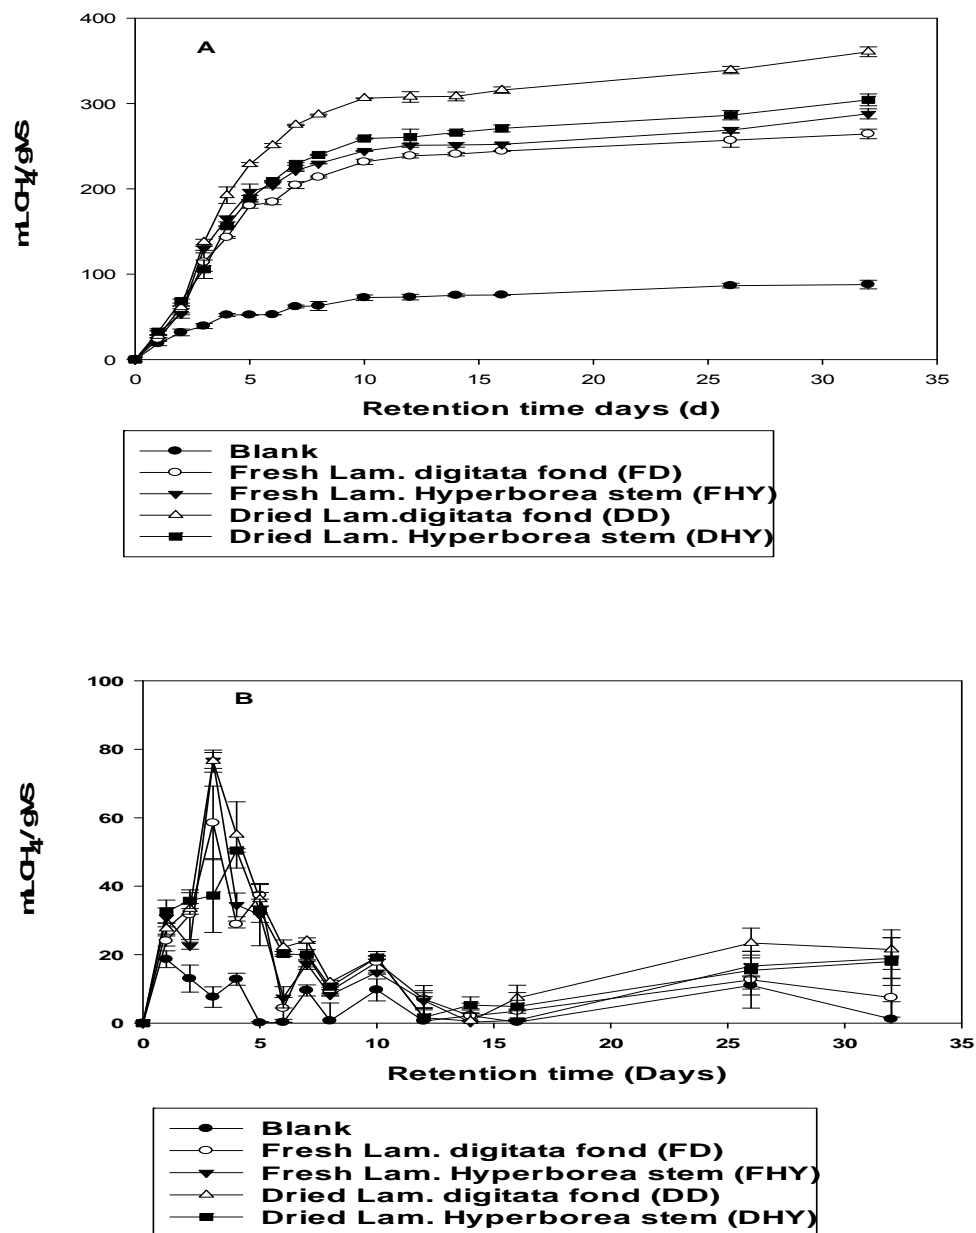 A
400
300
200
100
0
mLCH4/gVS
0 5 10 15 20 25 30 35
Retention time days (d)
Blank
Fresh Lam. digitata fond (FD)
Fresh Lam. Hyperborea stem (FHY)
Dried Lam.digitata fond (DD)
Dried Lam. Hyperborea stem (DHY)
B
100
80
60
40
20
0
mLCH4/gVS
0 5 10 15 20 25 30 35
Retention time (Days)
Blank
Fresh Lam. digitata fond (FD)
Fresh Lam. Hyperborea stem (FHY)
Dried Lam. digitata fond (DD)
Dried Lam. Hyperborea stem (DHY)